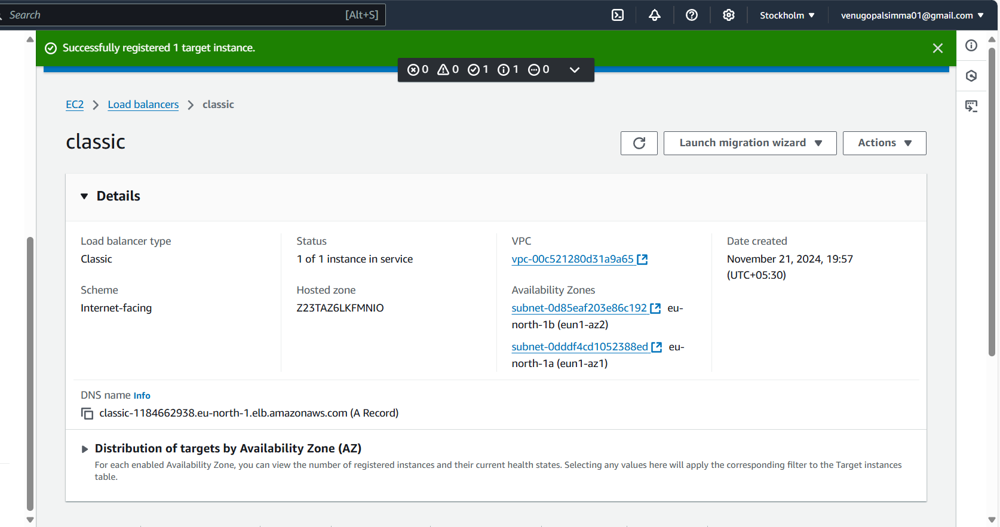 Search [Alt+S] Stockholm venugopalsimma01@gmail.com
Successfully registered 1 target instance.
0 0 1 1 0
EC2 Load balancers classic
classic
Launch migration wizard
Actions
Details
Load balancer type
Classic
Scheme
Internet-facing
Status
1 of 1 instance in service
Hosted zone
Z23TAZ6LKFMNIO
VPC
vpc-00c521280d31a9a65
Availability Zones
subnet-0d85eaf203e86c192 eu-
north-1b (eun1-az2)
subnet-0dddf4cd1052388ed eu-
north-1a (eun1-az1)
Date created
November 21, 2024, 19:57
(UTC+05:30)
DNS name Info
classic-1184662938.eu-north-1.elb.amazonaws.com (A Record)
Distribution of targets by Availability Zone (AZ)
For each enabled Availability Zone, you can view the number of registered instances and their current health states. Selecting any values here will apply the corresponding filter to the Target instances
table.